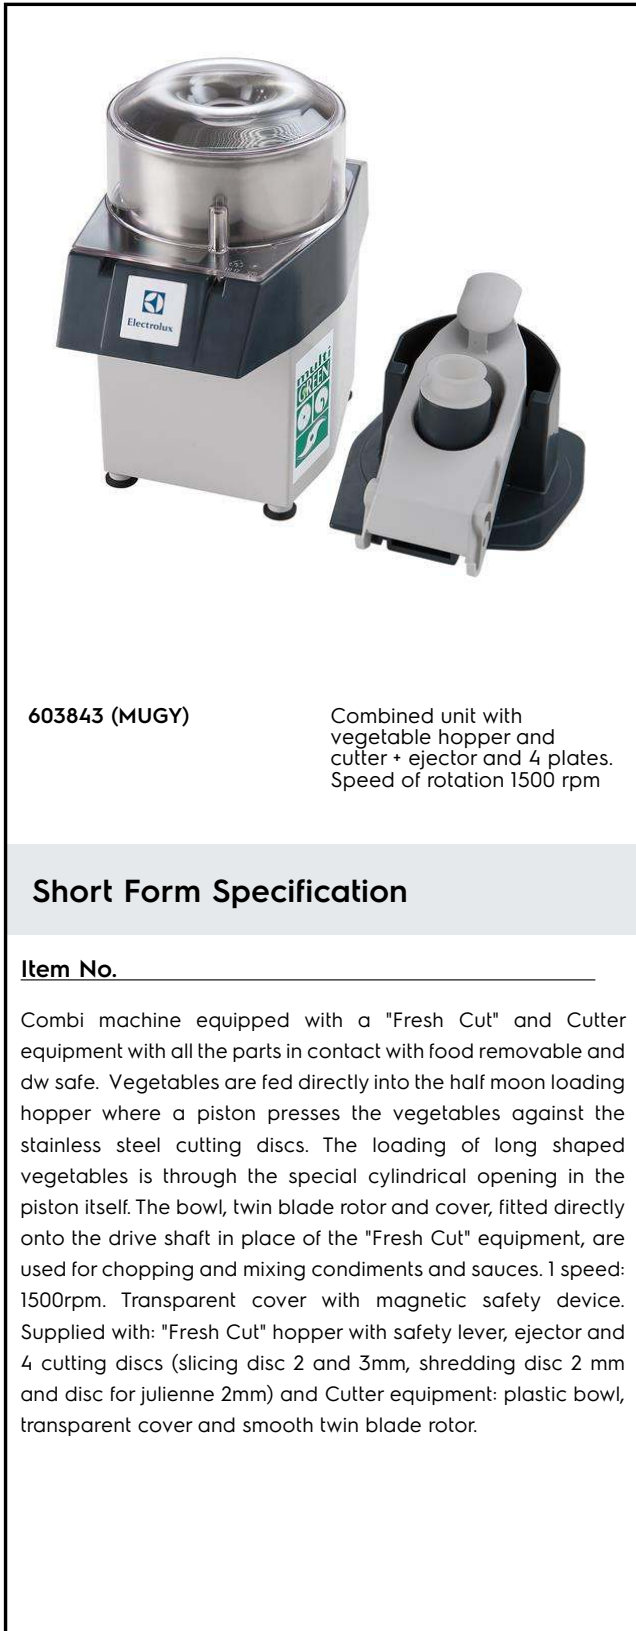 Electrolux
multi
GREEN
603843 (MUGY)
Combined unit with
vegetable hopper and
cutter + ejector and 4 plates.
Speed of rotation 1500 rpm
Short Form Specification
Item No.
Combi machine equipped with a "Fresh Cut" and Cutter
equipment with all the parts in contact with food removable and
dw safe. Vegetables are fed directly into the half moon loading
hopper where a piston presses the vegetables against the
stainless steel cutting discs. The loading of long shaped
vegetables is through the special cylindrical opening in the
piston itself. The bowl, twin blade rotor and cover, fitted directly
onto the drive shaft in place of the "Fresh Cut" equipment, are
used for chopping and mixing condiments and sauces. 1 speed:
1500rpm. Transparent cover with magnetic safety device.
Supplied with: "Fresh Cut" hopper with safety lever, ejector and
4 cutting discs (slicing disc 2 and 3mm, shredding disc 2 mm
and disc for julienne 2mm) and Cutter equipment: plastic bowl,
transparent cover and smooth twin blade rotor.